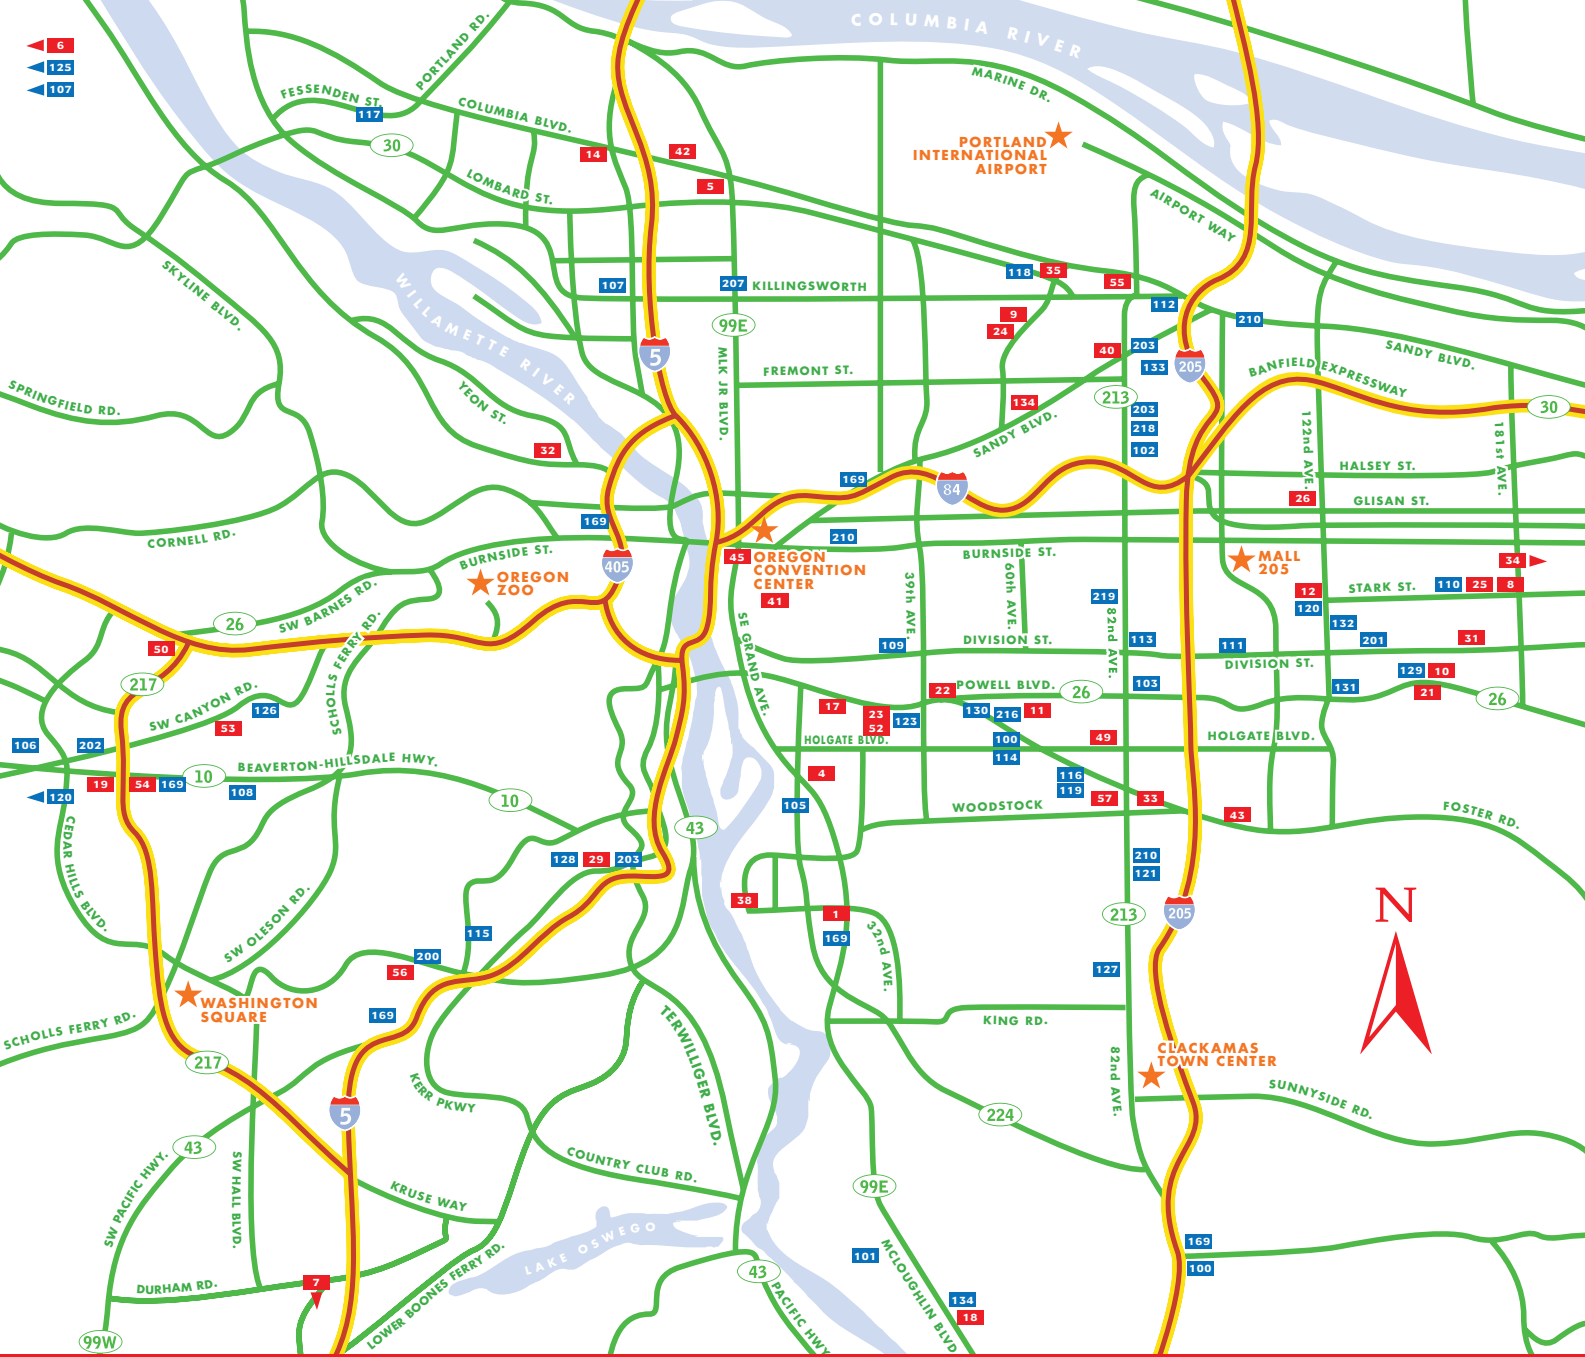 COLUMBIA RIVER
6
125
107
PORTLAND RD.
FESSENDEN ST.
117
COLUMBIA BLVD.
MARINE DR.
30
14
42
5
PORTLAND
INTERNATIONAL
AIRPORT
LOMBARD ST.
AIRPORT WAY
SKYLINE BLVD.
WILLAMETTE RIVER
107
207
KILLINGSWORTH
118
35
55
112
210
9
24
99E
5
40
203
133
205
SANDY BLVD.
BANFIELD EXPRESSWAY
FREMONT ST.
MLK JR BLVD.
SPRINGFIELD RD.
YEON ST.
134
213
203
218
102
30
SANDY BLVD.
122nd AVE.
181st AVE.
32
169
84
HALSEY ST.
26
GLISAN ST.
169
CORNELL RD.
210
BURNSIDE ST.
405
45
OREGON
CONVENTION
CENTER
41
BURNSIDE ST.
MALL
205
34
OREGON
ZOO
39th AVE.
60th AVE.
219
82nd AVE.
12
120
STARK ST.
110
25
8
SW BARNES RD.
26
132
50
SCHOLLS FERRY RD.
SE GRAND AVE.
109
DIVISION ST.
113
111
201
31
DIVISION ST.
217
129
10
SW CANYON RD.
126
53
22
POWELL BLVD.
26
103
131
21
26
17
23
52
123
130
216
11
106
202
HOLGATE BLVD.
100
114
49
HOLGATE BLVD.
BEAVERTON-HILLSDALE HWY.
19
54
169
10
108
120
10
4
105
116
119
57
33
43
WOODSTOCK
FOSTER RD.
43
CEDAR HILLS BLVD.
128
29
203
210
121
38
1
169
32nd AVE.
213
205
N
SW OLESON RD.
115
200
56
127
WASHINGTON
SQUARE
169
SCHOLLS FERRY RD.
TERWILLIGER BLVD.
KING RD.
217
5
KERR PKWY
82nd AVE.
CLACKAMAS
TOWN CENTER
SUNNYSIDE RD.
224
43
SW PACIFIC HWY.
SW HALL BLVD.
COUNTRY CLUB RD.
99E
KRUSE WAY
LAKE OSWEGO
101
MCLOUGHLIN BLVD
169
100
DURHAM RD.
7
LOWER BOONES FERRY RD.
43
PACIFIC HWY
134
18
99W